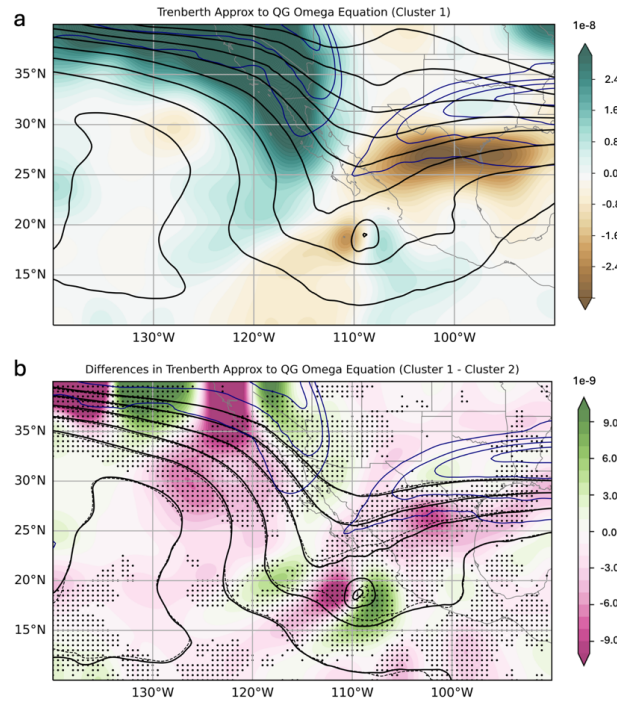 a
Trenberth Approx to QG Omega Equation (Cluster 1)
1e-8
35°N
30°N
25°N
20°N
15°N
2.4
1.6
0.8
0.0
-0.8
-1.6
-2.4
130°W 120°W 110°W 100°W
b
Differences in Trenberth Approx to QG Omega Equation (Cluster 1 - Cluster 2)
1e-9
35°N
30°N
25°N
20°N
15°N
9.0
6.0
3.0
0.0
-3.0
-6.0
-9.0
130°W 120°W 110°W 100°W